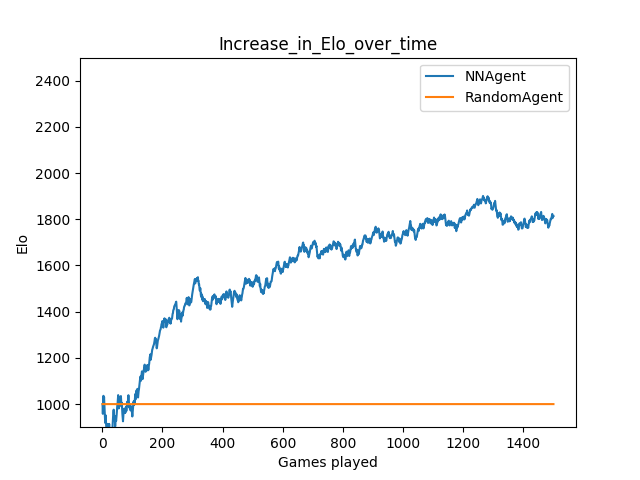 Increase_in_Elo_over_time
NNAgent
RandomAgent
2400
2200
2000
1800
1600
1400
1200
1000
Elo
0 200 400 600 800 1000 1200 1400
Games played